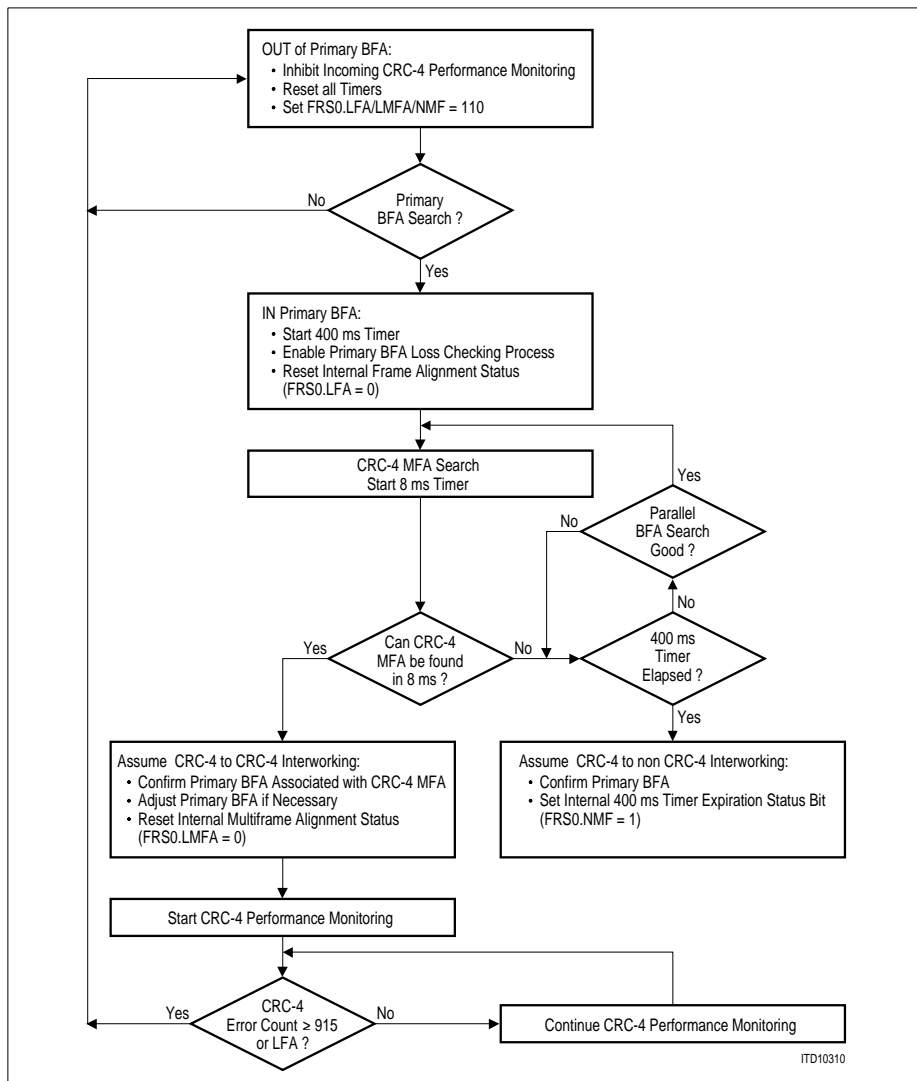 OUT of Primary BFA:
• Inhibit Incoming CRC-4 Performance Monitoring
• Reset all Timers
• Set FRS0.LFA/LMFA/NMF = 110
No
Primary
BFA Search ?
Yes
IN Primary BFA:
• Start 400 ms Timer
• Enable Primary BFA Loss Checking Process
• Reset Internal Frame Alignment Status
(FRS0.LFA = 0)
CRC-4 MFA Search
Start 8 ms Timer
Yes
No
Parallel
BFA Search
Good ?
No
Yes
Can CRC-4
MFA be found
in 8 ms ?
No
400 ms
Timer
Elapsed ?
Yes
Assume CRC-4 to CRC-4 Interworking:
• Confirm Primary BFA Associated with CRC-4 MFA
• Adjust Primary BFA if Necessary
• Reset Internal Multiframe Alignment Status
(FRS0.LMFA = 0)
Assume CRC-4 to non CRC-4 Interworking:
• Confirm Primary BFA
• Set Internal 400 ms Timer Expiration Status Bit
(FRS0.NMF = 1)
Start CRC-4 Performance Monitoring
Yes
CRC-4
Error Count ≥ 915
or LFA ?
No
Continue CRC-4 Performance Monitoring
ITD10310